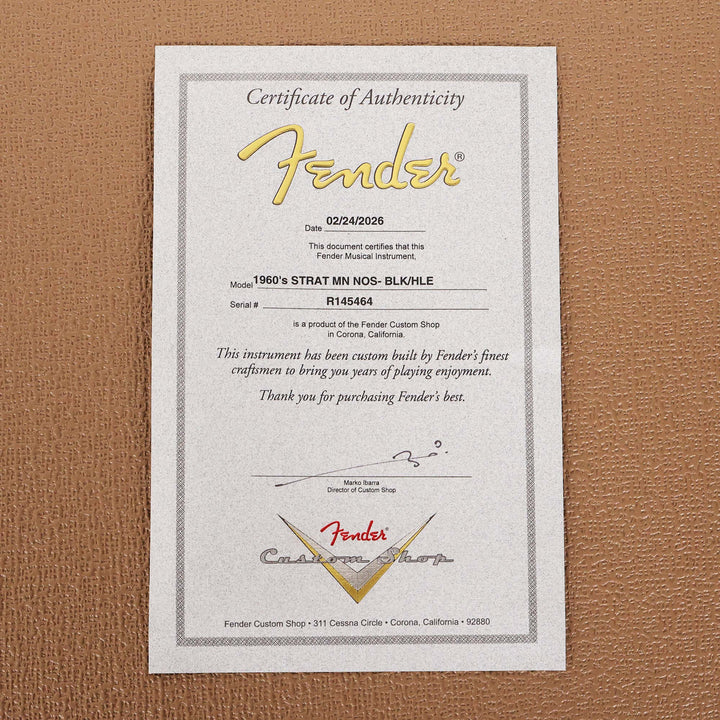 Certificate of Authenticity
Fender®
Date 02/24/2026
This document certifies that this
Fender Musical Instrument,
Model 1960's STRAT MN NOS- BLK/HLE
Serial # R145464
is a product of the Fender Custom Shop
in Corona, California.
This instrument has been custom built by Fender's finest
craftsmen to bring you years of playing enjoyment.
Thank you for purchasing Fender's best.
Marko Ibarra
Director of Custom Shop
Fender
Custom Shop
Fender Custom Shop • 311 Cessna Circle • Corona, California • 92880